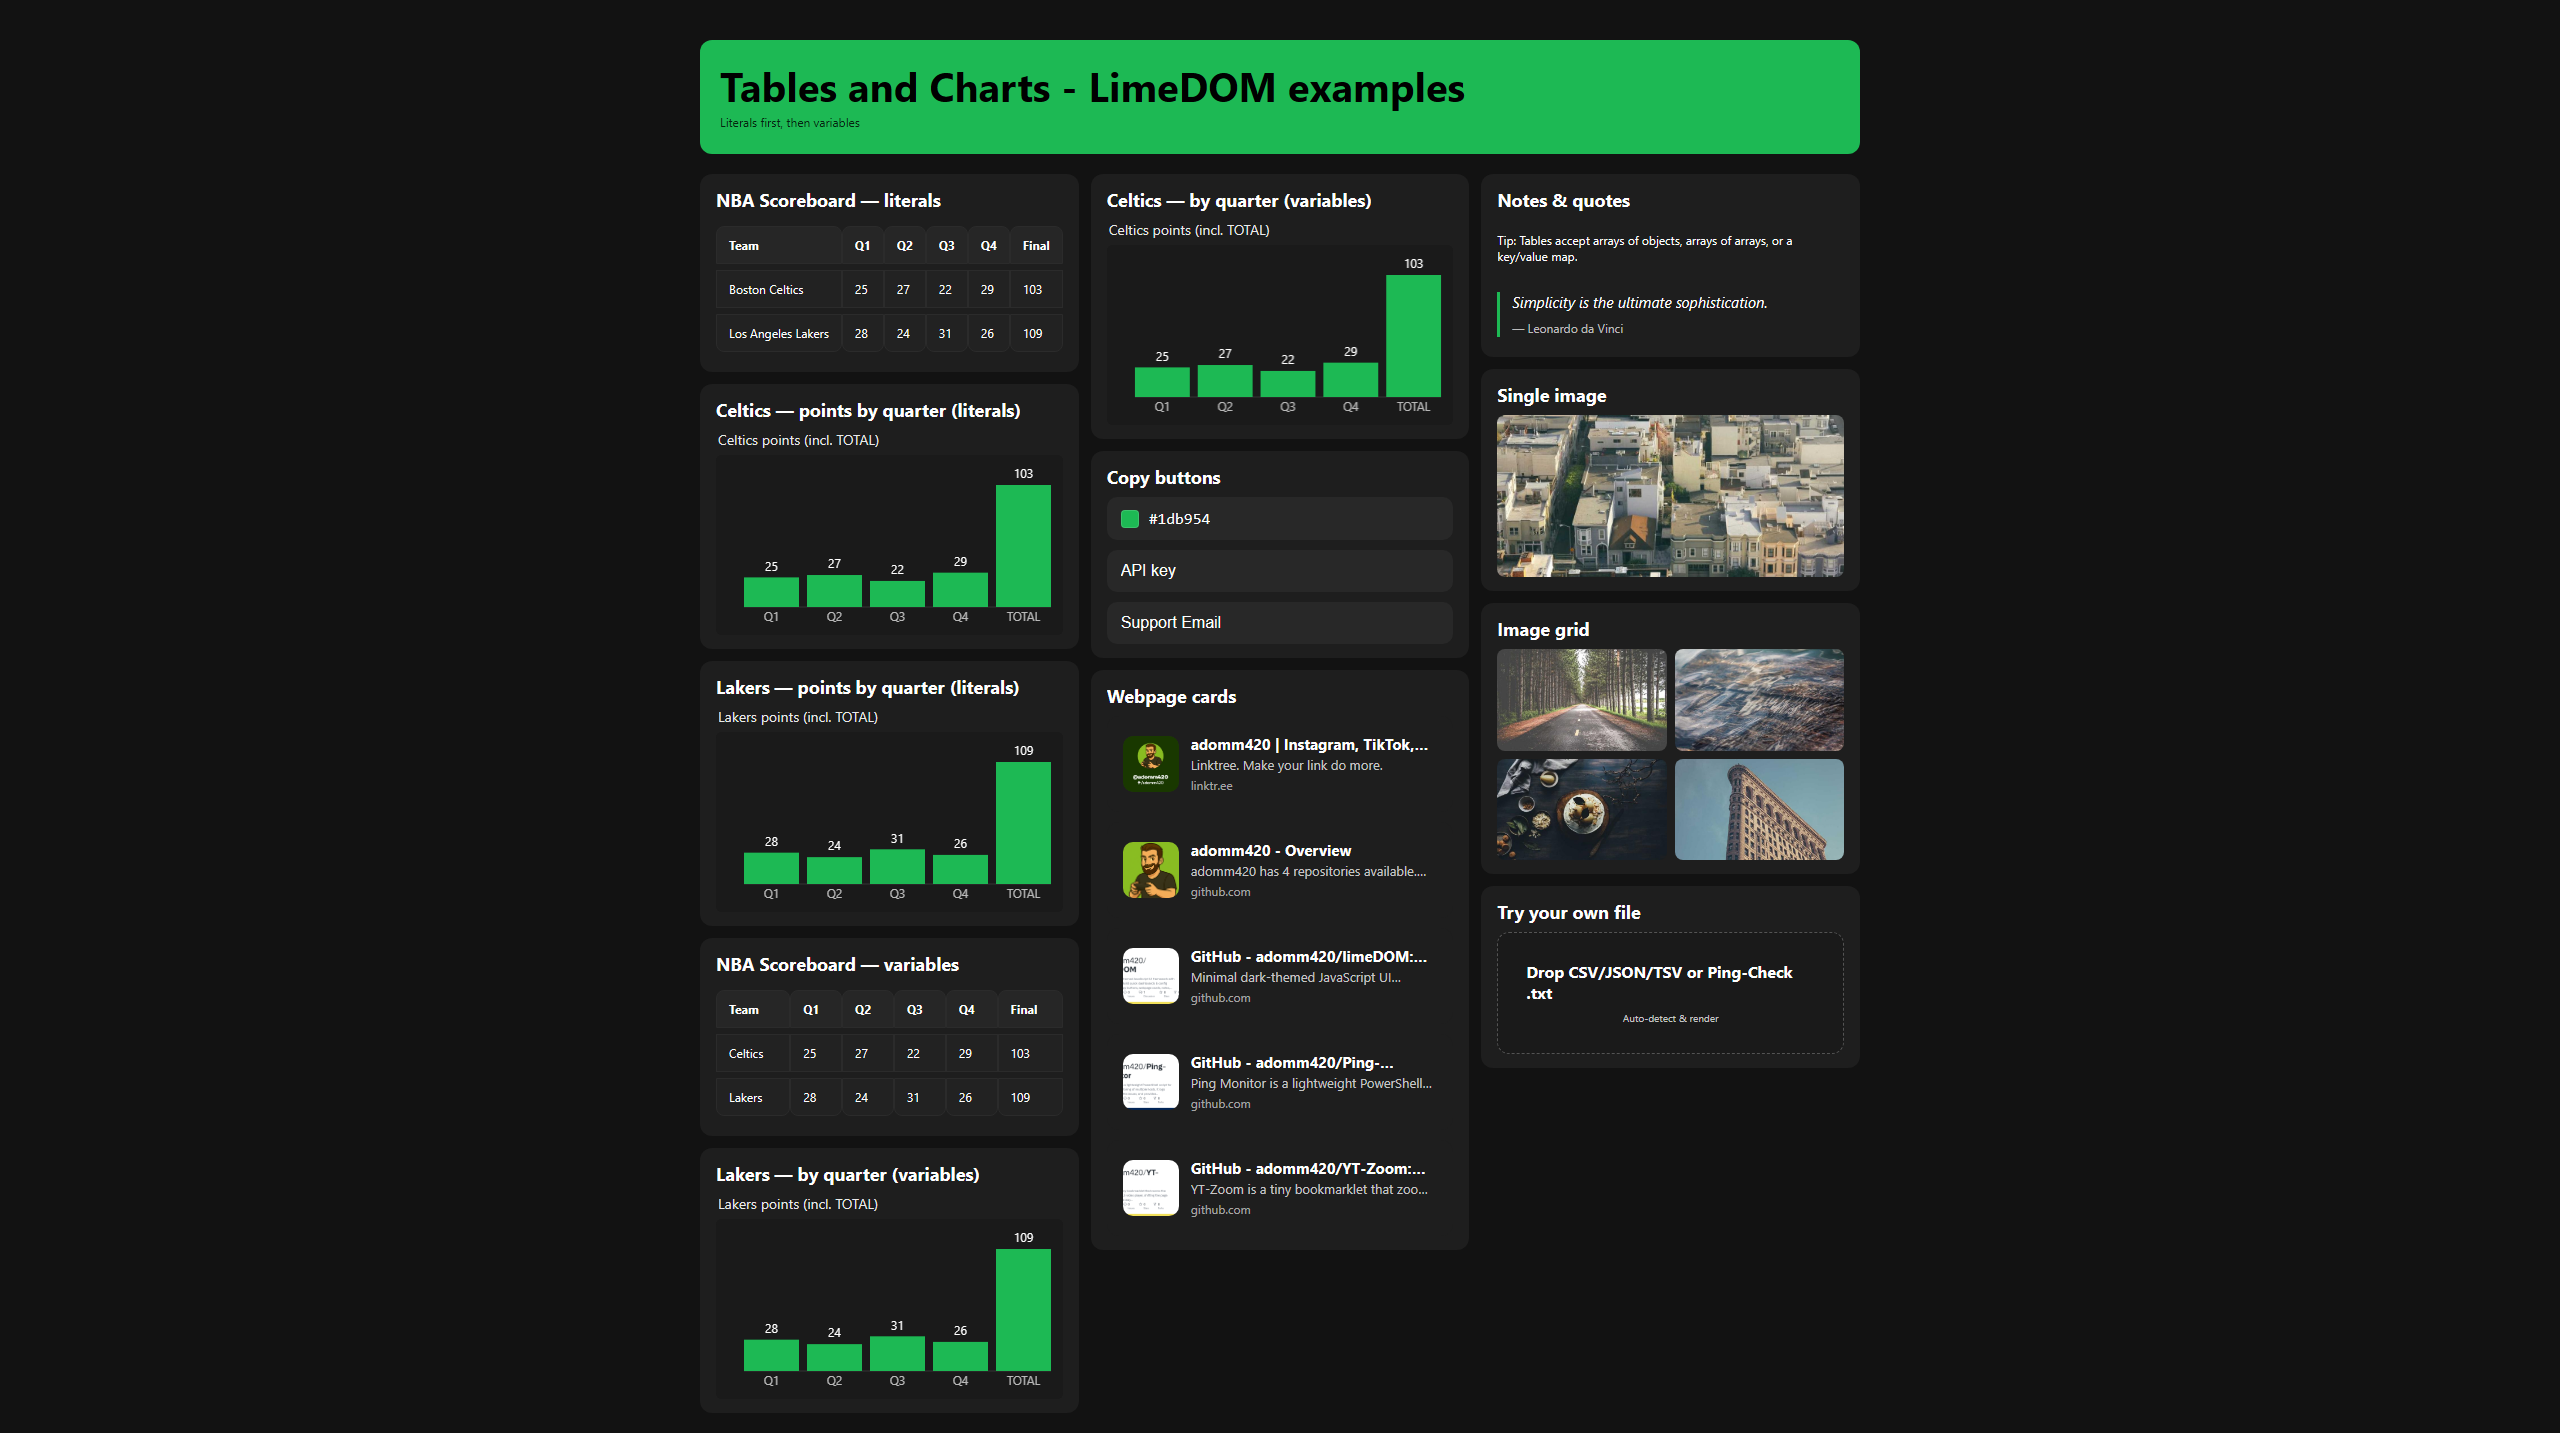 Tables and Charts - LimeDOM examples
Literals first, then variables
NBA Scoreboard — literals
Team Q1 Q2 Q3 Q4 Final
Boston Celtics 25 27 22 29 103
Los Angeles Lakers 28 24 31 26 109
Celtics — points by quarter (literals)
Celtics points (incl. TOTAL)
25 27 22 29 103
Q1 Q2 Q3 Q4 TOTAL
Lakers — points by quarter (literals)
Lakers points (incl. TOTAL)
28 24 31 26 109
Q1 Q2 Q3 Q4 TOTAL
NBA Scoreboard — variables
Team Q1 Q2 Q3 Q4 Final
Celtics 25 27 22 29 103
Lakers 28 24 31 26 109
Lakers — by quarter (variables)
Lakers points (incl. TOTAL)
28 24 31 26 109
Q1 Q2 Q3 Q4 TOTAL
Celtics — by quarter (variables)
Celtics points (incl. TOTAL)
25 27 22 29 103
Q1 Q2 Q3 Q4 TOTAL
Copy buttons
#1db954
API key
Support Email
Webpage cards
adomm420 | Instagram, TikTok,...
Linktree. Make your link do more.
linktr.ee
adomm420 - Overview
adomm420 has 4 repositories available....
github.com
GitHub - adomm420/limeDOM:...
Minimal dark-themed JavaScript UI...
github.com
GitHub - adomm420/Ping-...
Ping Monitor is a lightweight PowerShell...
github.com
GitHub - adomm420/YT-Zoom:...
YT-Zoom is a tiny bookmarklet that zoo...
github.com
Notes & quotes
Tip: Tables accept arrays of objects, arrays of arrays, or a
key/value map.
Simplicity is the ultimate sophistication.
— Leonardo da Vinci
Single image
Image grid
Try your own file
Drop CSV/JSON/TSV or Ping-Check
.txt
Auto-detect & render